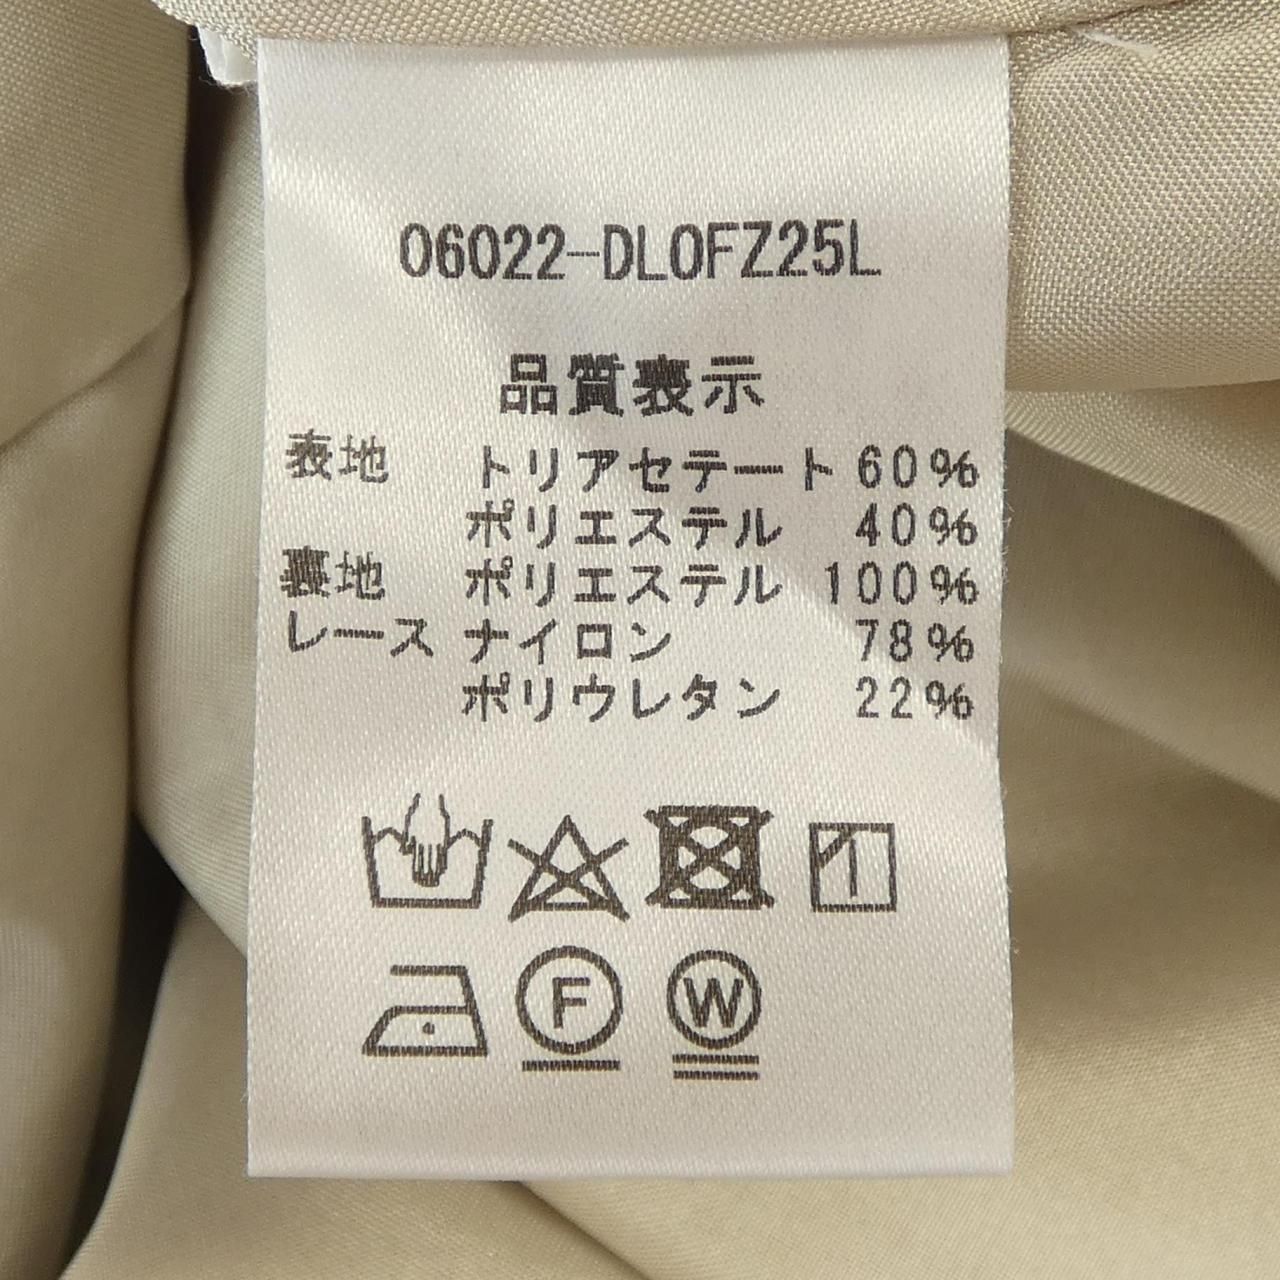 06022-DL0FZ25L
品質表示
表地 トリアセテート 60%
ポリエステル 40%
裏地 ポリエステル 100%
レース ナイロン 78%
ポリウレタン 22%
F W